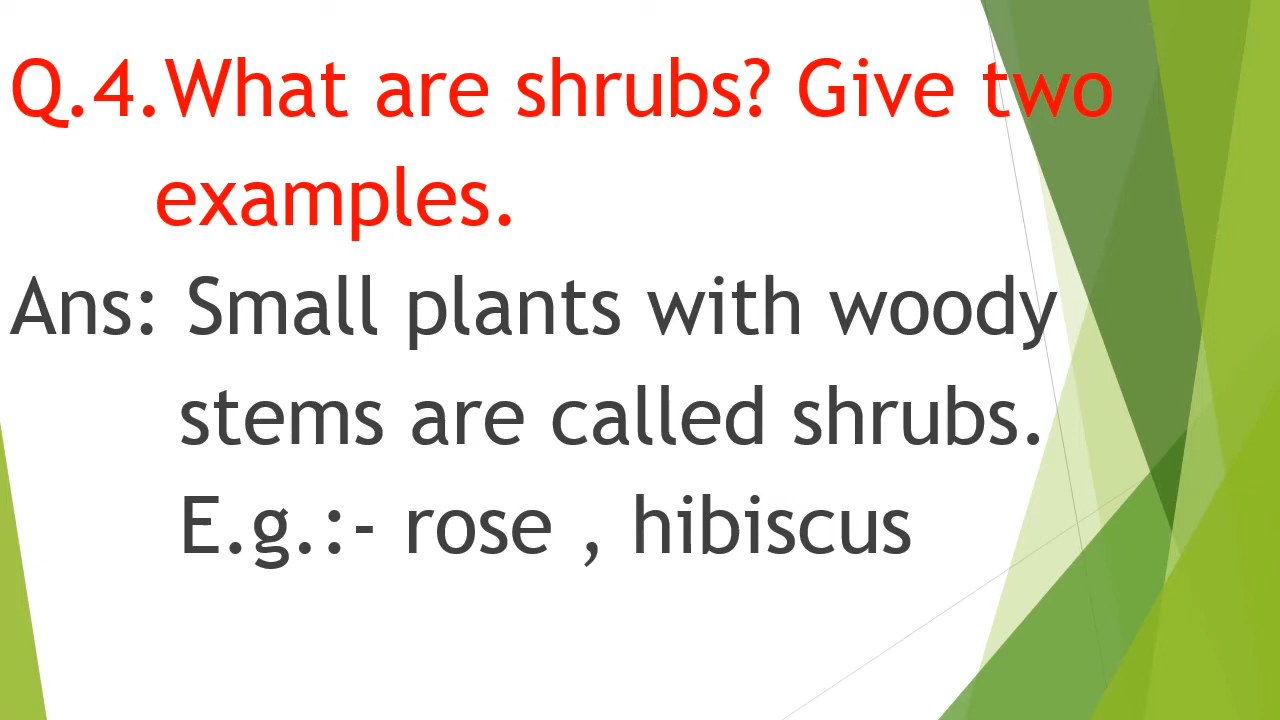 Q.4.What are shrubs? Give two
examples.
Ans: Small plants with woody
stems are called shrubs.
E.g.:- rose , hibiscus